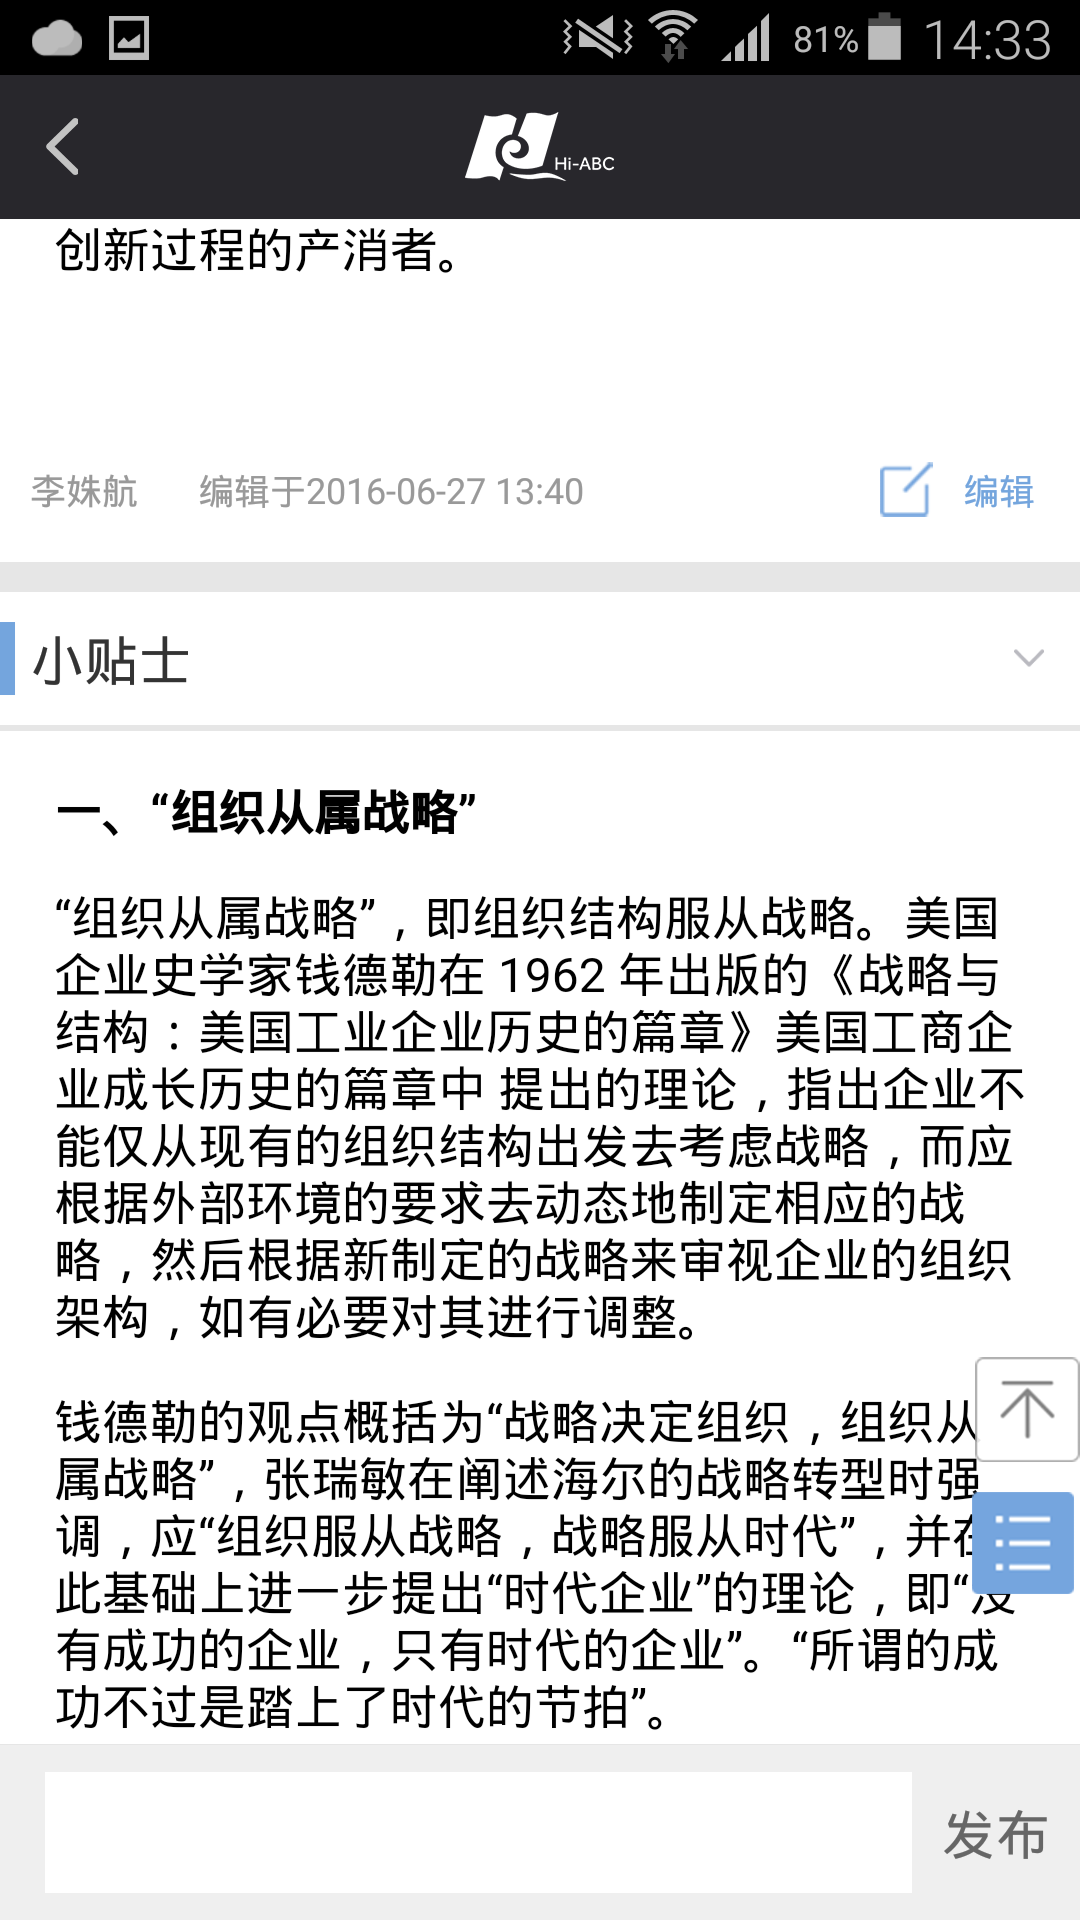 81% 14:33
Hi-ABC
创新过程的产消者。
李姝航 编辑于2016-06-27 13:40 编辑
小贴士
一、“组织从属战略”
“组织从属战略”，即组织结构服从战略。美国
企业史学家钱德勒在 1962 年出版的《战略与
结构：美国工业企业历史的篇章》美国工商企
业成长历史的篇章中 提出的理论，指出企业不
能仅从现有的组织结构出发去考虑战略，而应
根据外部环境的要求去动态地制定相应的战
略，然后根据新制定的战略来审视企业的组织
架构，如有必要对其进行调整。
钱德勒的观点概括为“战略决定组织，组织从
属战略”，张瑞敏在阐述海尔的战略转型时强
调，应“组织服从战略，战略服从时代”，并在
此基础上进一步提出“时代企业”的理论，即“没
有成功的企业，只有时代的企业”。“所谓的成
功不过是踏上了时代的节拍”。
发布